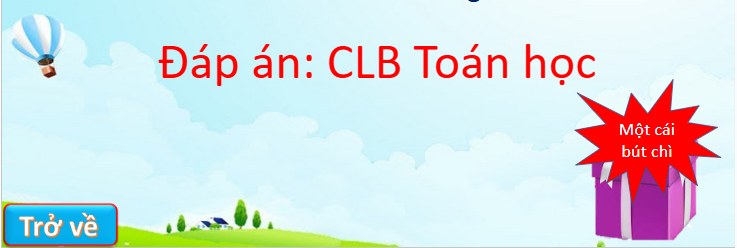 Đáp án: CLB Toán học
Một cái
bút chì
Trở về